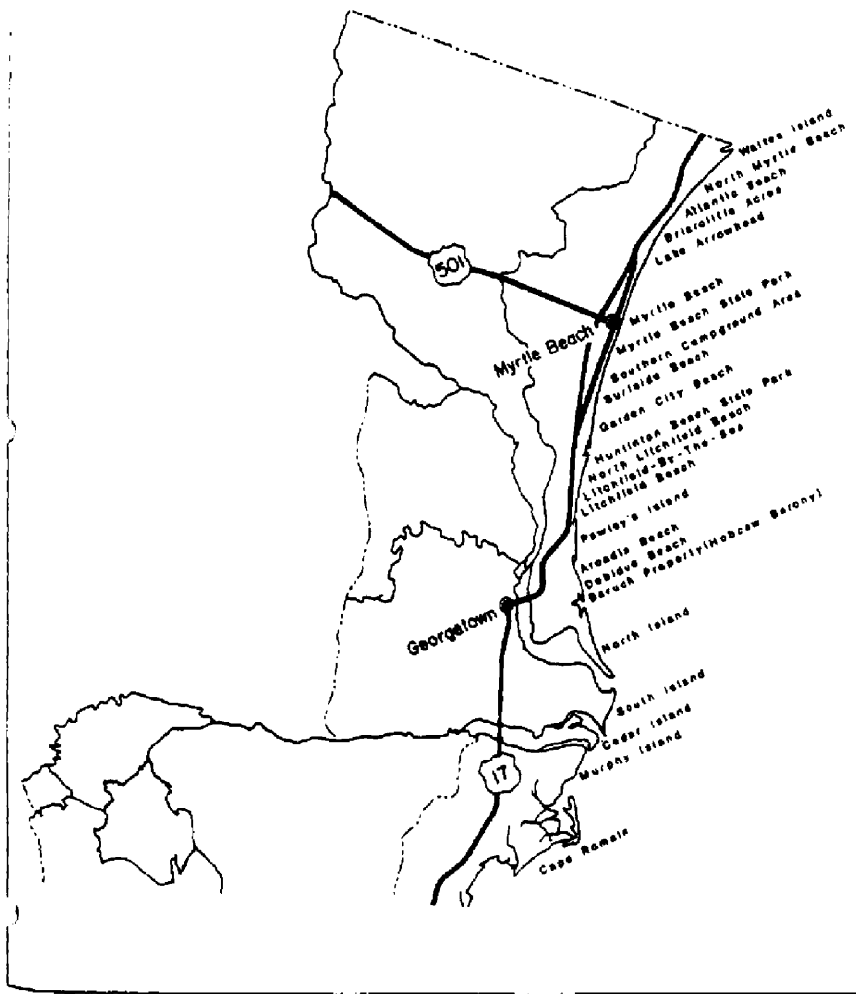 Waites Island
North Myrtle Beach
Atlantic Beach
Briarcliffe Acres
Lake Arrowhead
501
Myrtle Beach
Myrtle Beach
Myrtle Beach State Park
Southern Campground Area
Surfside Beach
Garden City Beach
Huntinton Beach State Park
North Litchfield Beach
Litchfield-By-The-Sea
Litchfield Beach
Pawley's Island
Arcadia Beach
Debidue Beach
Baruch Property(Hobcaw Barony)
Georgetown
North Island
South Island
Cedar Island
Murphy Island
17
Cape Romain